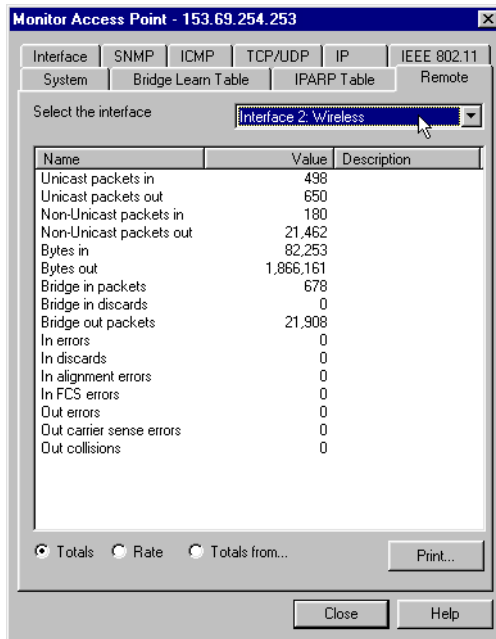 Monitor Access Point - 153.69.254.253
Interface SNMP ICMP TCP/UDP IP IEEE 802.11
System Bridge Learn Table IPARP Table Remote
Select the interface Interface 2: Wireless
Name Value Description
Unicast packets in 498
Unicast packets out 650
Non-Unicast packets in 180
Non-Unicast packets out 21,462
Bytes in 82,253
Bytes out 1,866,161
Bridge in packets 678
Bridge in discards 0
Bridge out packets 21,908
In errors 0
In discards 0
In alignment errors 0
In FCS errors 0
Out errors 0
Out carrier sense errors 0
Out collisions 0
Totals Rate Totals from... Print...
Close Help